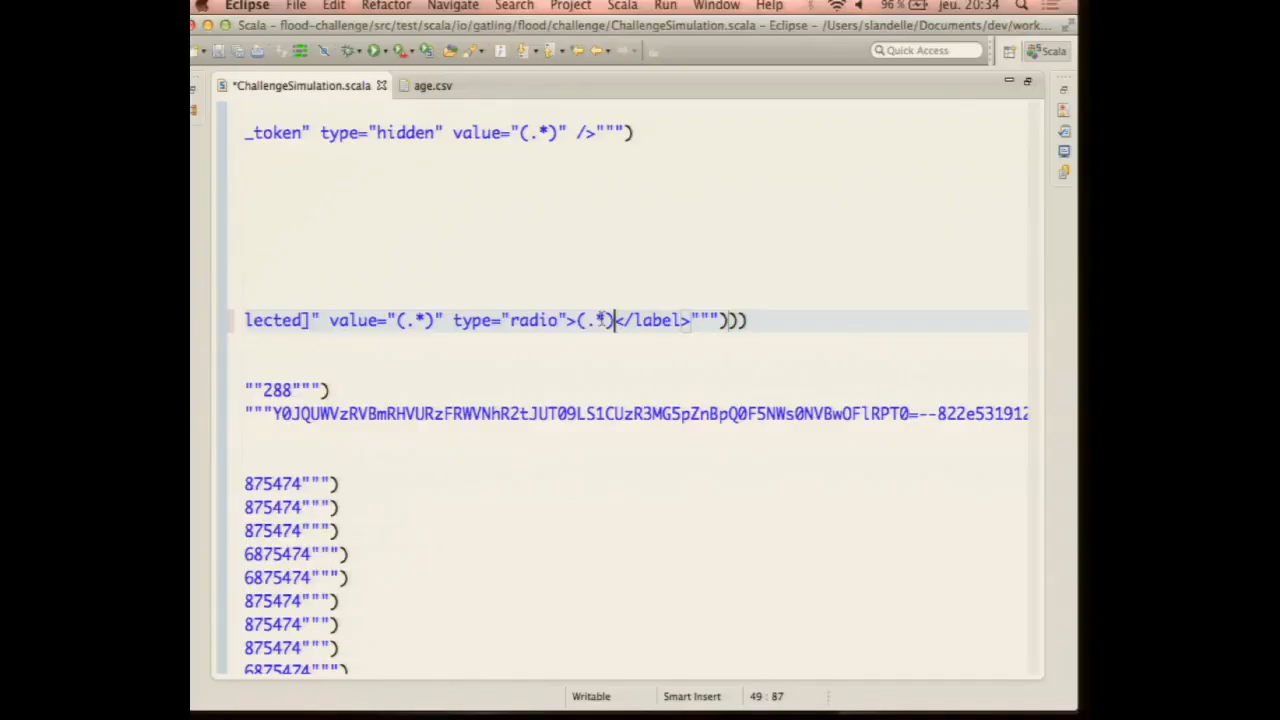 Eclipse File Edit Refactor Navigate Search Project Scala Run Window Help 96 % jeu. 20:34
Scala – flood-challenge/src/test/scala/io/gatling/flood/challenge/ChallengeSimulation.scala – Eclipse – /Users/slandelle/Documents/dev/work...
Quick Access Scala
*ChallengeSimulation.scala age.csv
_token" type="hidden" value="(.*)" />""")
lected]" value="(.*)" type="radio">(.*)</label>""")))
""288""")
"""Y0JQUWVzRVBmRHVURzFRWVNhR2tJUT09LS1CUzR3MG5pZnBpQ0F5NWs0NVBwOFlRPT0=--822e531912
875474""")
875474""")
875474""")
6875474""")
6875474""")
875474""")
875474""")
875474""")
6875474""")
Writable Smart Insert 49 : 87